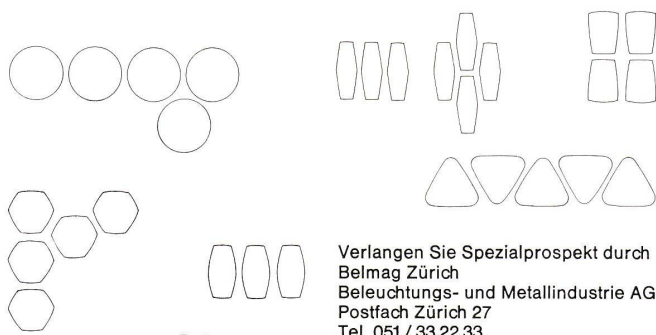 Verlangen Sie Spezialprospekt durch
Belmag Zürich
Beleuchtungs- und Metallindustrie AG
Postfach Zürich 27
Tel. 051 / 33 22 33